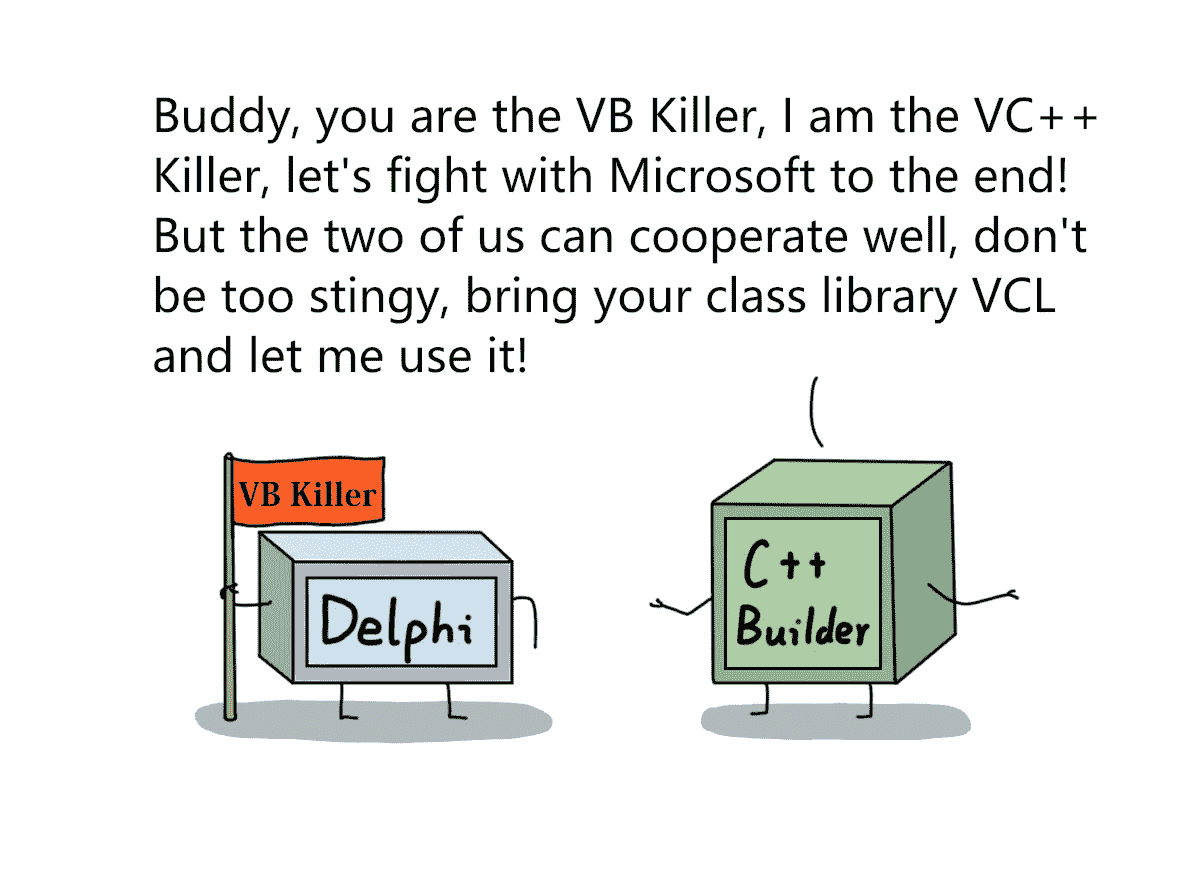 Buddy, you are the VB Killer, I am the VC++
Killer, let's fight with Microsoft to the end!
But the two of us can cooperate well, don't
be too stingy, bring your class library VCL
and let me use it!
VB Killer
Delphi
C++
Builder